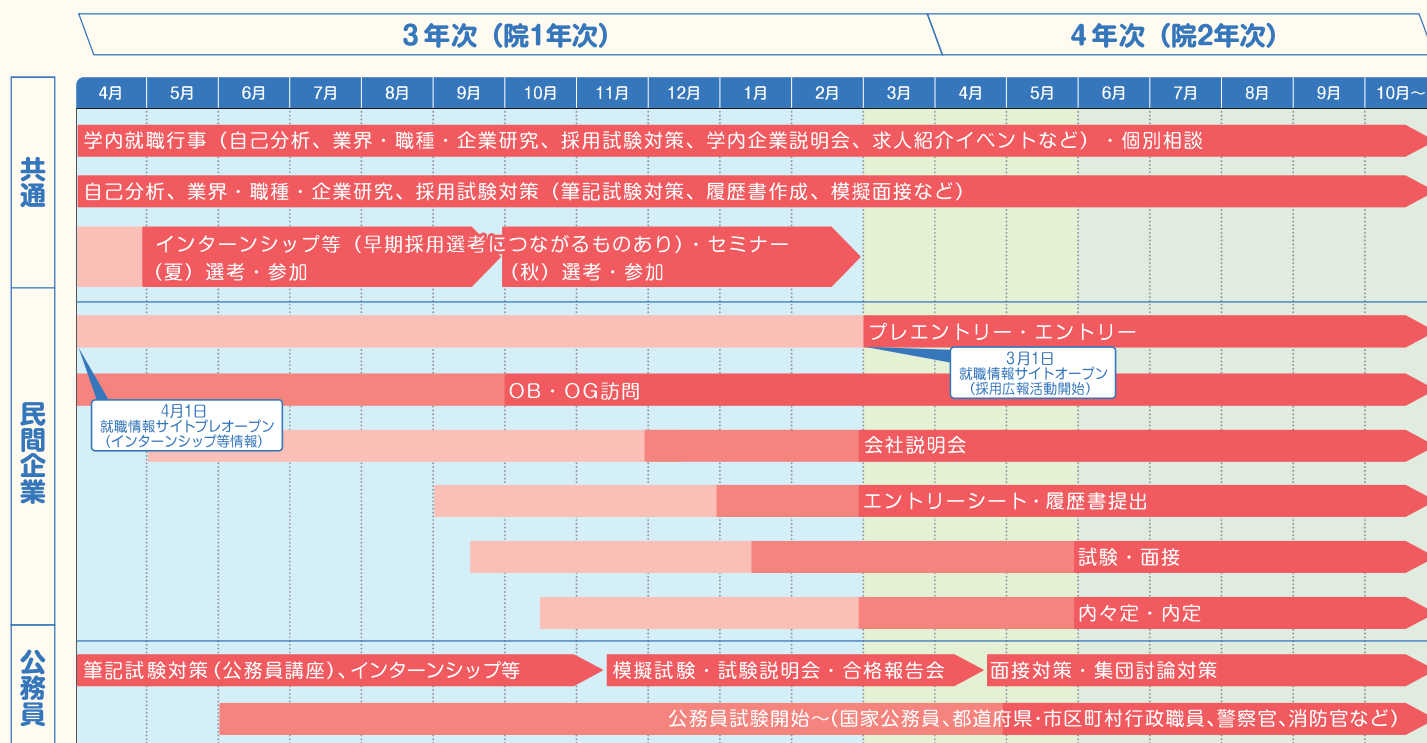 3年次（院1年次）
4年次（院2年次）
4月 5月 6月 7月 8月 9月 10月 11月 12月 1月 2月 3月 4月 5月 6月 7月 8月 9月 10月～
共通
学内就職行事（自己分析、業界・職種・企業研究、採用試験対策、学内企業説明会、求人紹介イベントなど）・個別相談
自己分析、業界・職種・企業研究、採用試験対策（筆記試験対策、履歴書作成、模擬面接など）
インターンシップ等（早期採用選考につながるものあり）・セミナー
（夏）選考・参加
（秋）選考・参加
民間企業
プレエントリー・エントリー
3月1日
就職情報サイトオープン
（採用広報活動開始）
OB・OG訪問
4月1日
就職情報サイトプレオープン
（インターンシップ等情報）
会社説明会
エントリーシート・履歴書提出
試験・面接
内々定・内定
公務員
筆記試験対策（公務員講座）、インターンシップ等
模擬試験・試験説明会・合格報告会
面接対策・集団討論対策
公務員試験開始～（国家公務員、都道府県・市区町村行政職員、警察官、消防官など）